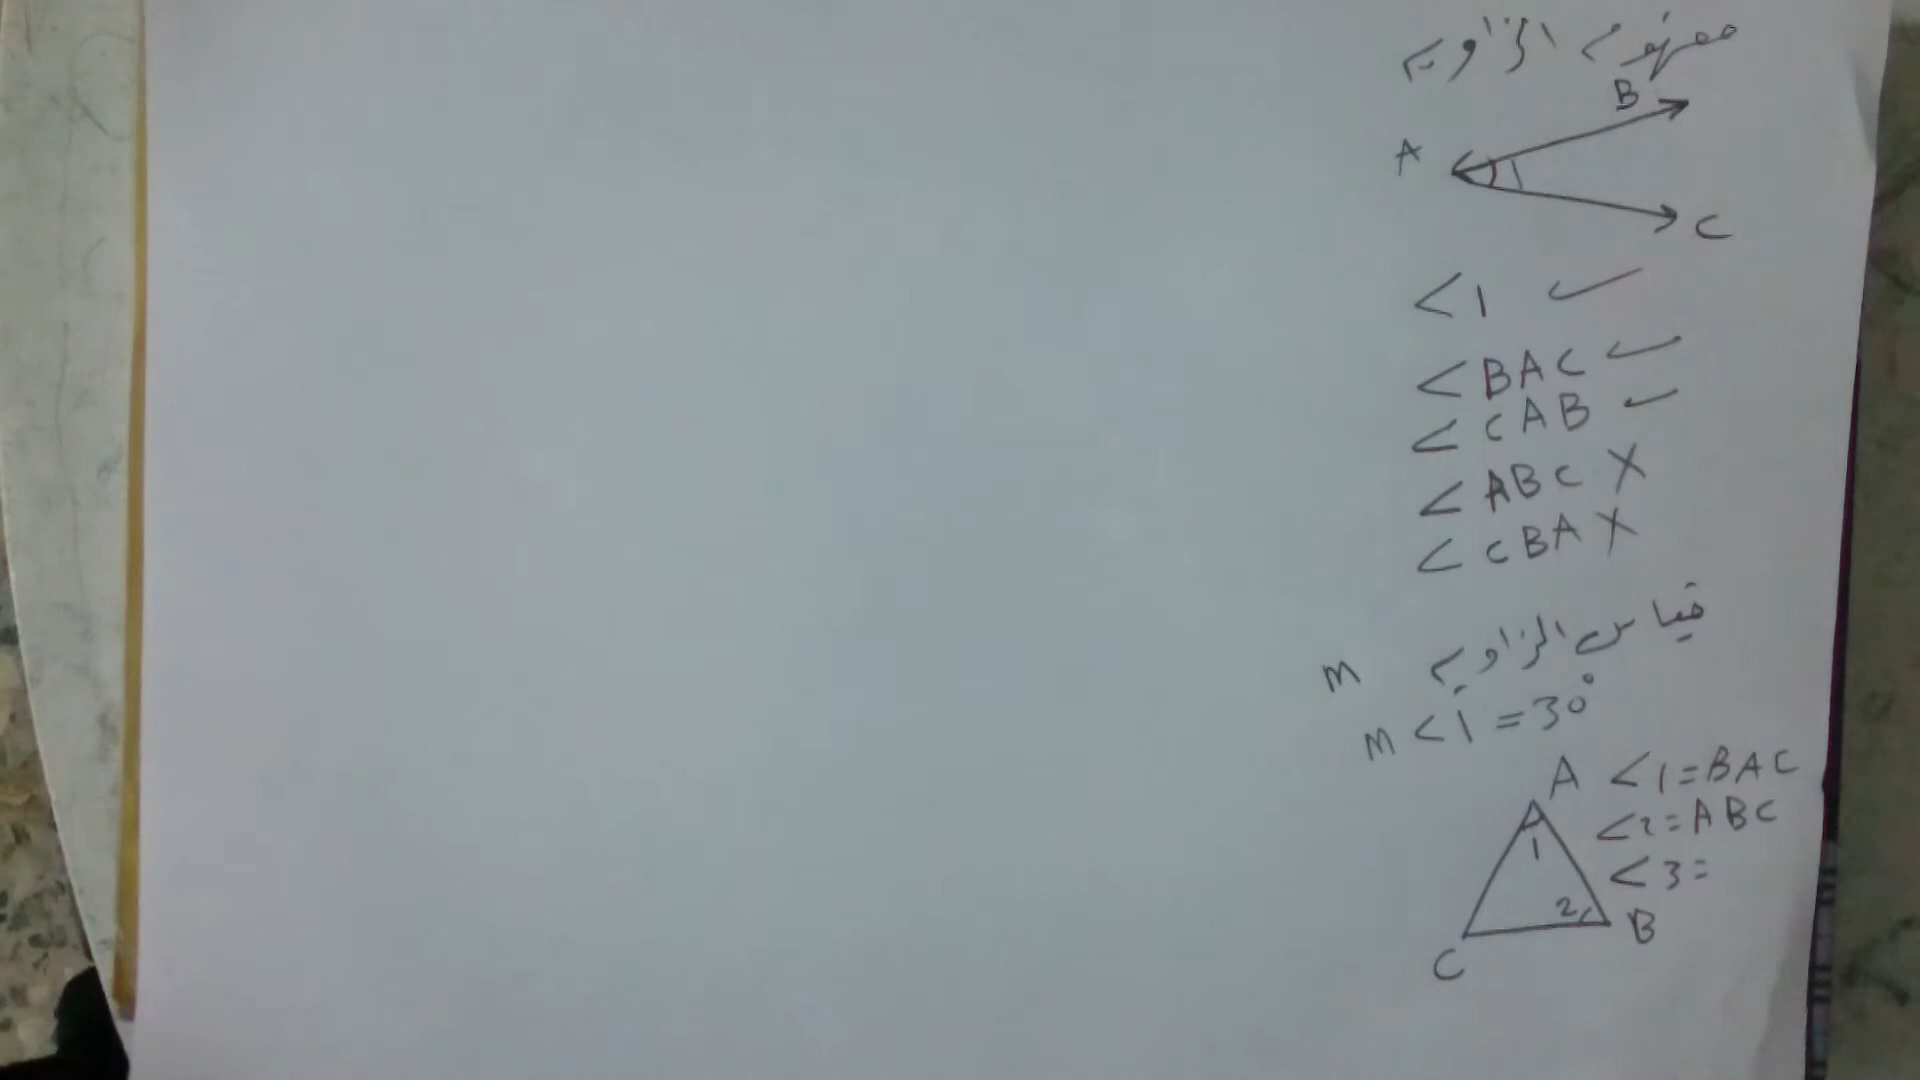 مفهوم الزاوية
B
A
C
<1 ✓
<BAC ✓
<CAB ✓
<ABC X
<CBA X
قياس الزاوية M
M<1=30°
A <1=BAC
<2=ABC
1 <3=
2 B
C